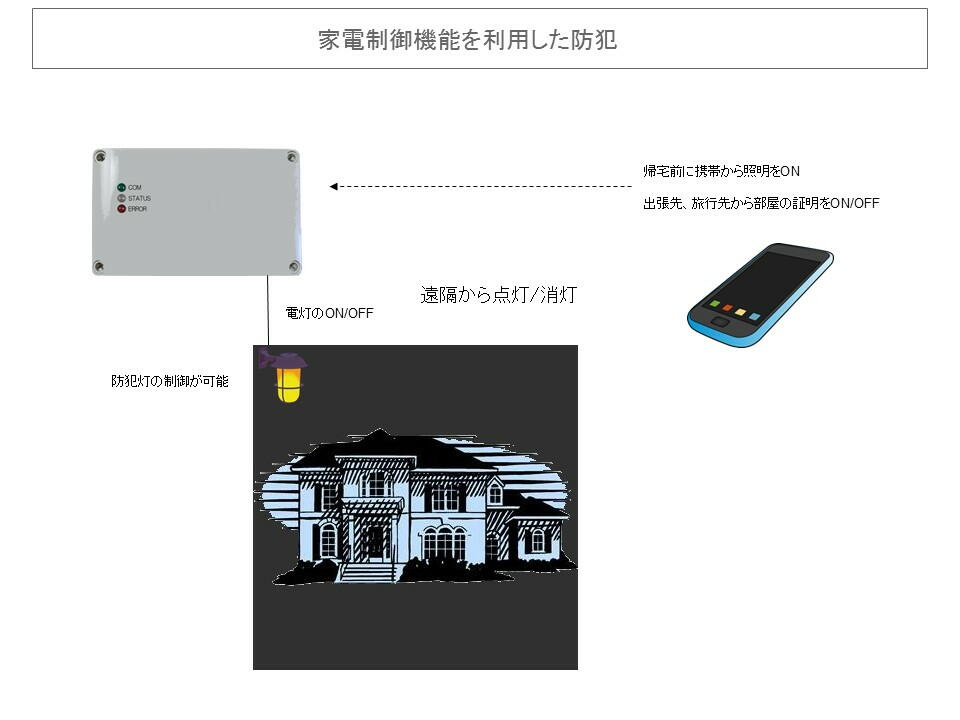 家電制御機能を利用した防犯
帰宅前に携帯から照明をON
出張先、旅行先から部屋の証明をON/OFF
COM
STATUS
ERROR
遠隔から点灯/消灯
電灯のON/OFF
防犯灯の制御が可能